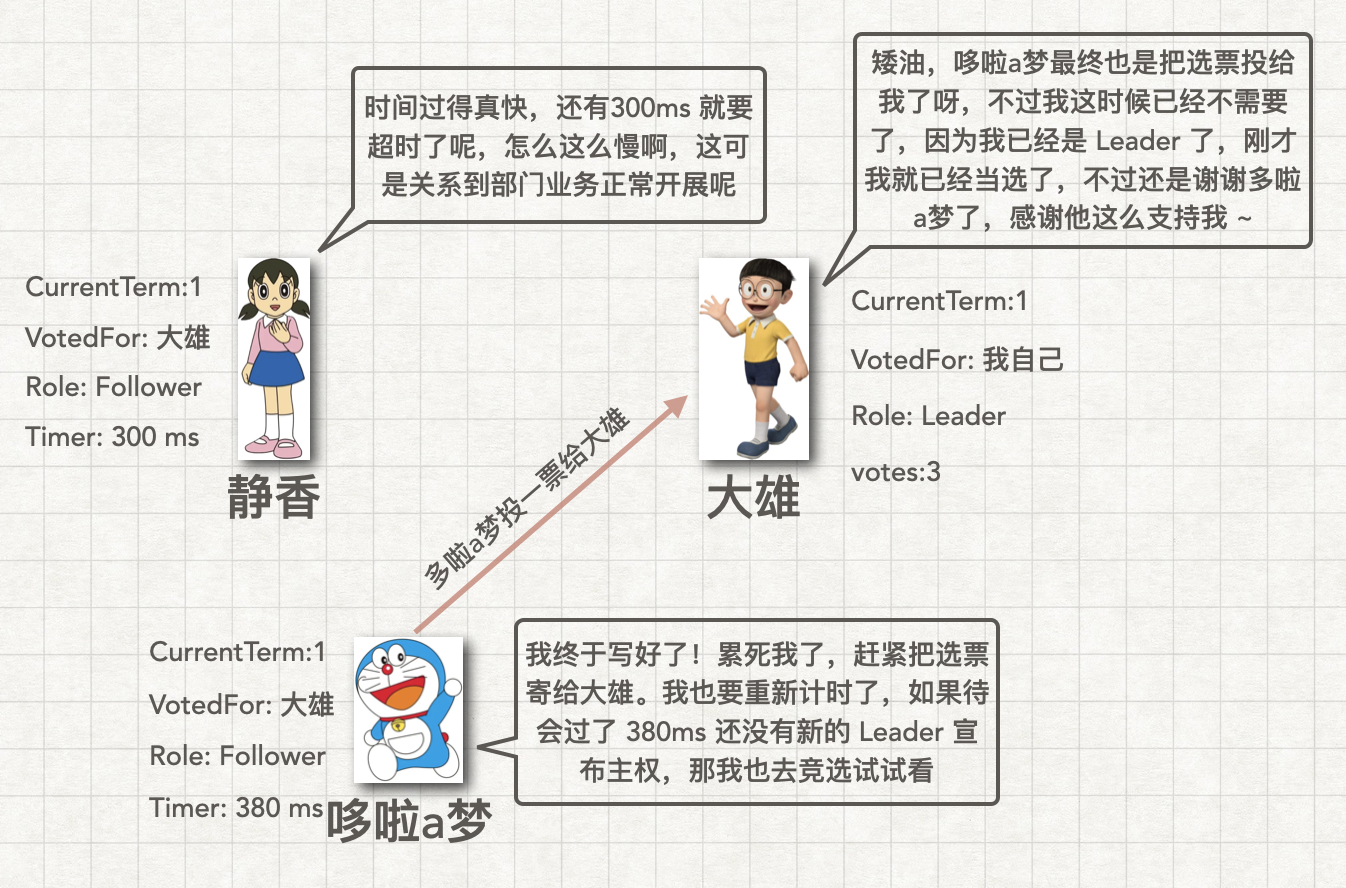 时间过得真快，还有300ms 就要
超时了呢，怎么这么慢啊，这可
是关系到部门业务正常开展呢
矮油，哆啦a梦最终也是把选票投给
我了呀，不过我这时候已经不需要
了，因为我已经是 Leader 了，刚才
我就已经当选了，不过还是谢谢多啦
a梦了，感谢他这么支持我 ~
CurrentTerm:1
VotedFor: 大雄
Role: Follower
Timer: 300 ms
静香
CurrentTerm:1
VotedFor: 我自己
Role: Leader
votes:3
大雄
多啦a梦投一票给大雄
CurrentTerm:1
VotedFor: 大雄
Role: Follower
Timer: 380 ms
哆啦a梦
我终于写好了！累死我了，赶紧把选票
寄给大雄。我也要重新计时了，如果待
会过了 380ms 还没有新的 Leader 宣
布主权，那我也去竞选试试看